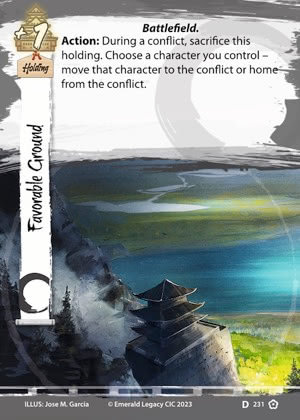 Battlefield.
+1
Action: During a conflict, sacrifice this
holding. Choose a character you control –
move that character to the conflict or home
from the conflict.
Holding
Favorable Ground
ILLUS: Jose M. García © Emerald Legacy CIC 2023 D 231